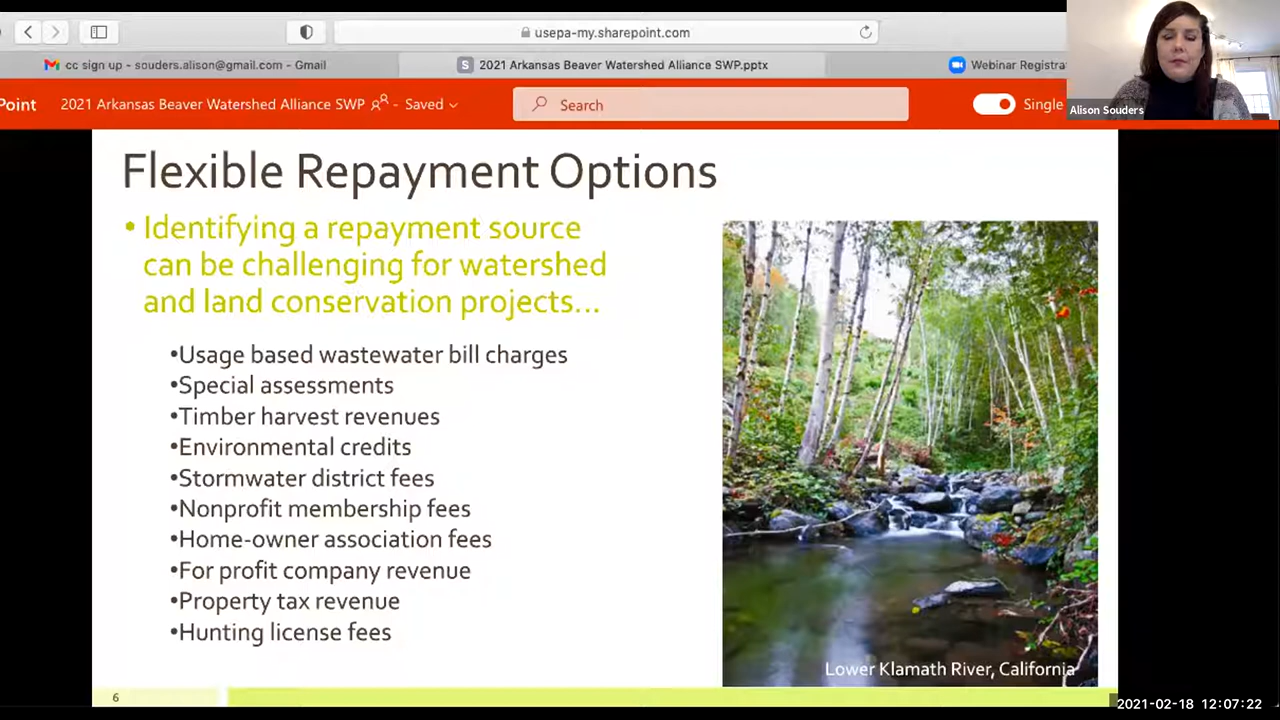 usepa-my.sharepoint.com
cc sign up - souders.alison@gmail.com - Gmail
S 2021 Arkansas Beaver Watershed Alliance SWP.pptx
Webinar Registra
Alison Souders
Point 2021 Arkansas Beaver Watershed Alliance SWP - Saved
Search
Single
Flexible Repayment Options
• Identifying a repayment source
can be challenging for watershed
and land conservation projects...
•Usage based wastewater bill charges
•Special assessments
•Timber harvest revenues
•Environmental credits
•Stormwater district fees
•Nonprofit membership fees
•Home-owner association fees
•For profit company revenue
•Property tax revenue
•Hunting license fees
Lower Klamath River, California
6
2021-02-18 12:07:22